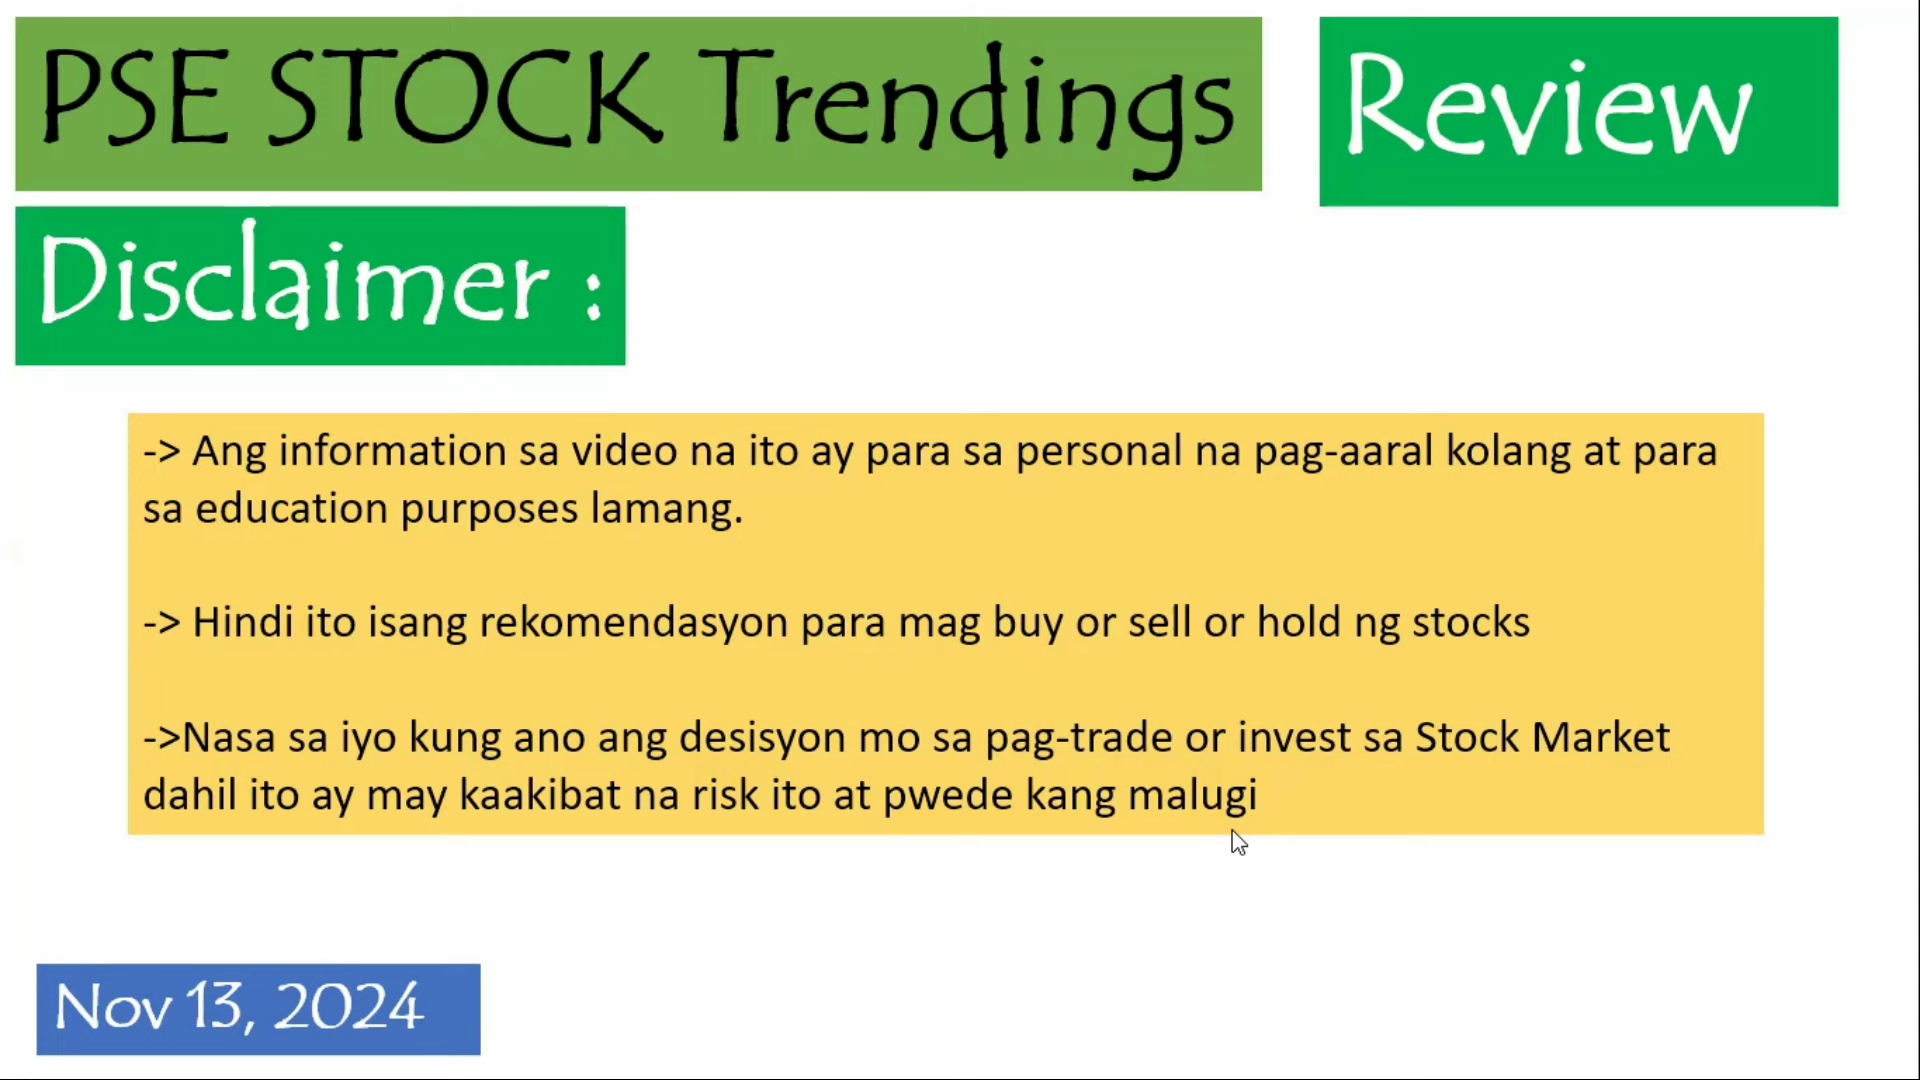 PSE STOCK Trendings
Review
Disclaimer :
-> Ang information sa video na ito ay para sa personal na pag-aaral kolang at para
sa education purposes lamang.
-> Hindi ito isang rekomendasyon para mag buy or sell or hold ng stocks
->Nasa sa iyo kung ano ang desisyon mo sa pag-trade or invest sa Stock Market
dahil ito ay may kaakibat na risk ito at pwede kang malugi
Nov 13, 2024